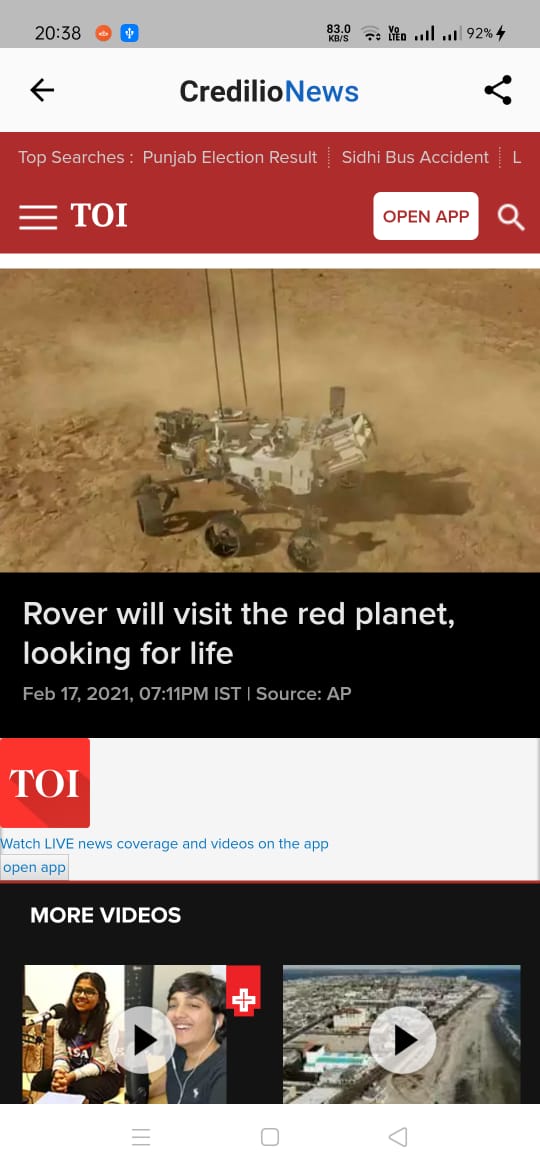 20:38
83.0
KB/S
Vo
LTED
92%
CredilioNews
Top Searches : Punjab Election Result Sidhi Bus Accident L
TOI
OPEN APP
Rover will visit the red planet,
looking for life
Feb 17, 2021, 07:11PM IST | Source: AP
TOI
Watch LIVE news coverage and videos on the app
open app
MORE VIDEOS